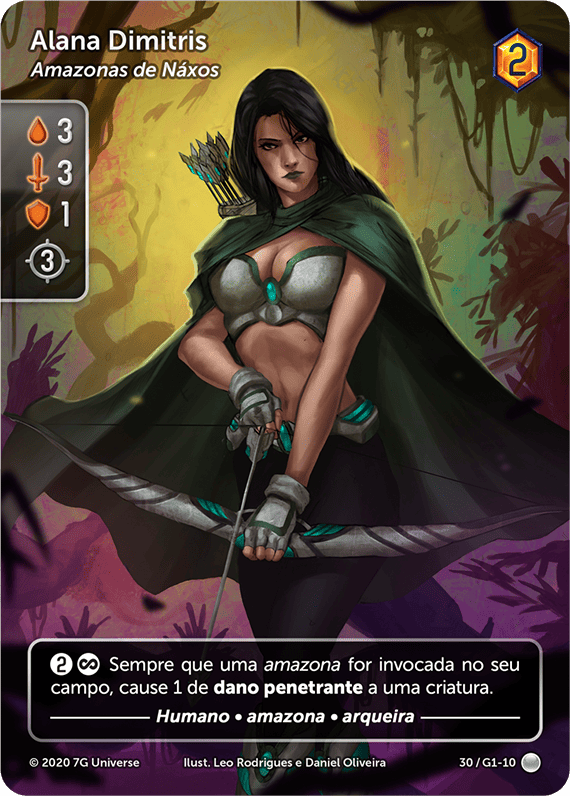 Alana Dimitris
2
Amazonas de Náxos
3
3
1
3
2 ∞ Sempre que uma amazona for invocada no seu
campo, cause 1 de dano penetrante a uma criatura.
Humano • amazona • arqueira
© 2020 7G Universe Ilust. Leo Rodrigues e Daniel Oliveira 30 / G1-10